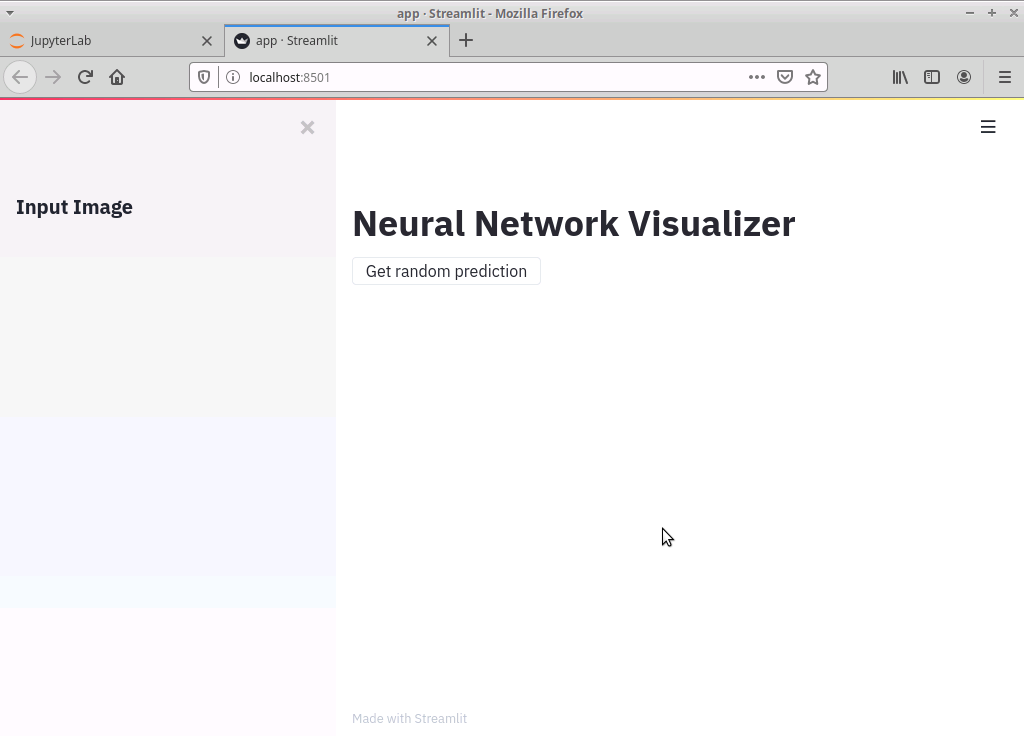 app · Streamlit - Mozilla Firefox
JupyterLab
app · Streamlit
localhost:8501
Input Image
Neural Network Visualizer
Get random prediction
Made with Streamlit